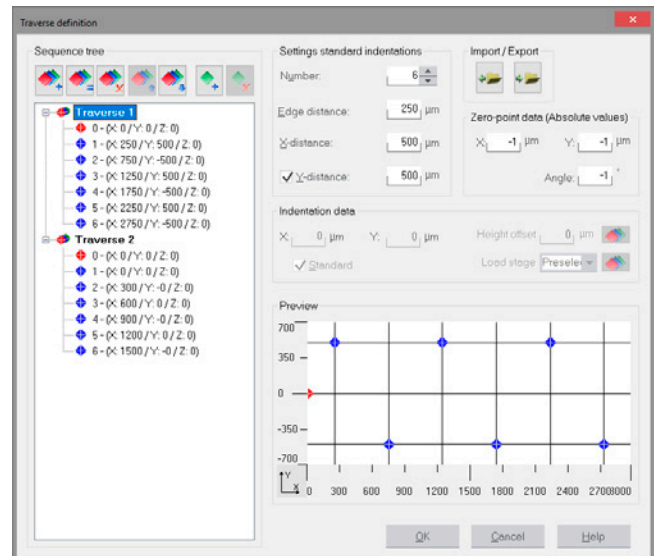 Traverse definition
Sequence tree
Traverse 1
0 - (X: 0 / Y: 0 / Z: 0)
1 - (X: 250 / Y: 500 / Z: 0)
2 - (X: 750 / Y: -500 / Z: 0)
3 - (X: 1250 / Y: 500 / Z: 0)
4 - (X: 1750 / Y: -500 / Z: 0)
5 - (X: 2250 / Y: 500 / Z: 0)
6 - (X: 2750 / Y: -500 / Z: 0)
Traverse 2
0 - (X: 0 / Y: 0 / Z: 0)
1 - (X: 0 / Y: 0 / Z: 0)
2 - (X: 300 / Y: -0 / Z: 0)
3 - (X: 600 / Y: 0 / Z: 0)
4 - (X: 900 / Y: -0 / Z: 0)
5 - (X: 1200 / Y: 0 / Z: 0)
6 - (X: 1500 / Y: -0 / Z: 0)
Settings standard indentations
Number: 6
Edge distance: 250 µm
X-distance: 500 µm
Y-distance: 500 µm
Import / Export
Zero-point data (Absolute values)
X: -1 µm Y: -1 µm
Angle: -1 °
Indentation data
X: 0 µm Y: 0 µm Height offset 0 µm
Standard Load stage Preselec
Preview
700
350
0
-350
-700
Y
X
0 300 600 900 1200 1500 1800 2100 2400 2700 3000
OK Cancel Help